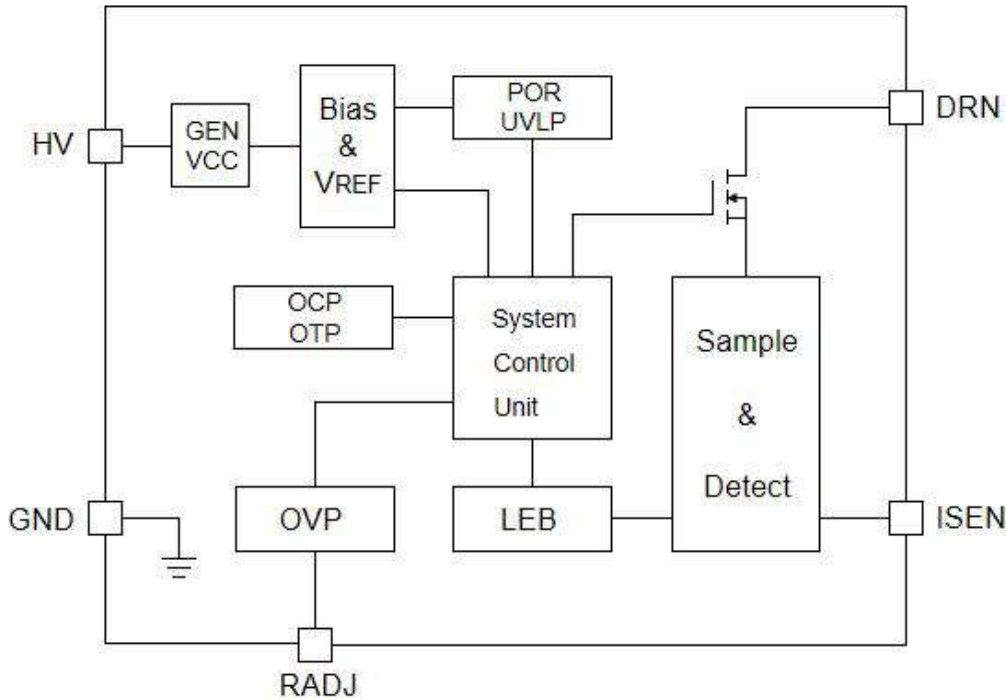 POR
UVLP
DRN
Bias
&
VREF
GEN
VCC
HV
OCP
OTP
System
Control
Unit
Sample
&
Detect
GND
OVP
LEB
ISEN
RADJ